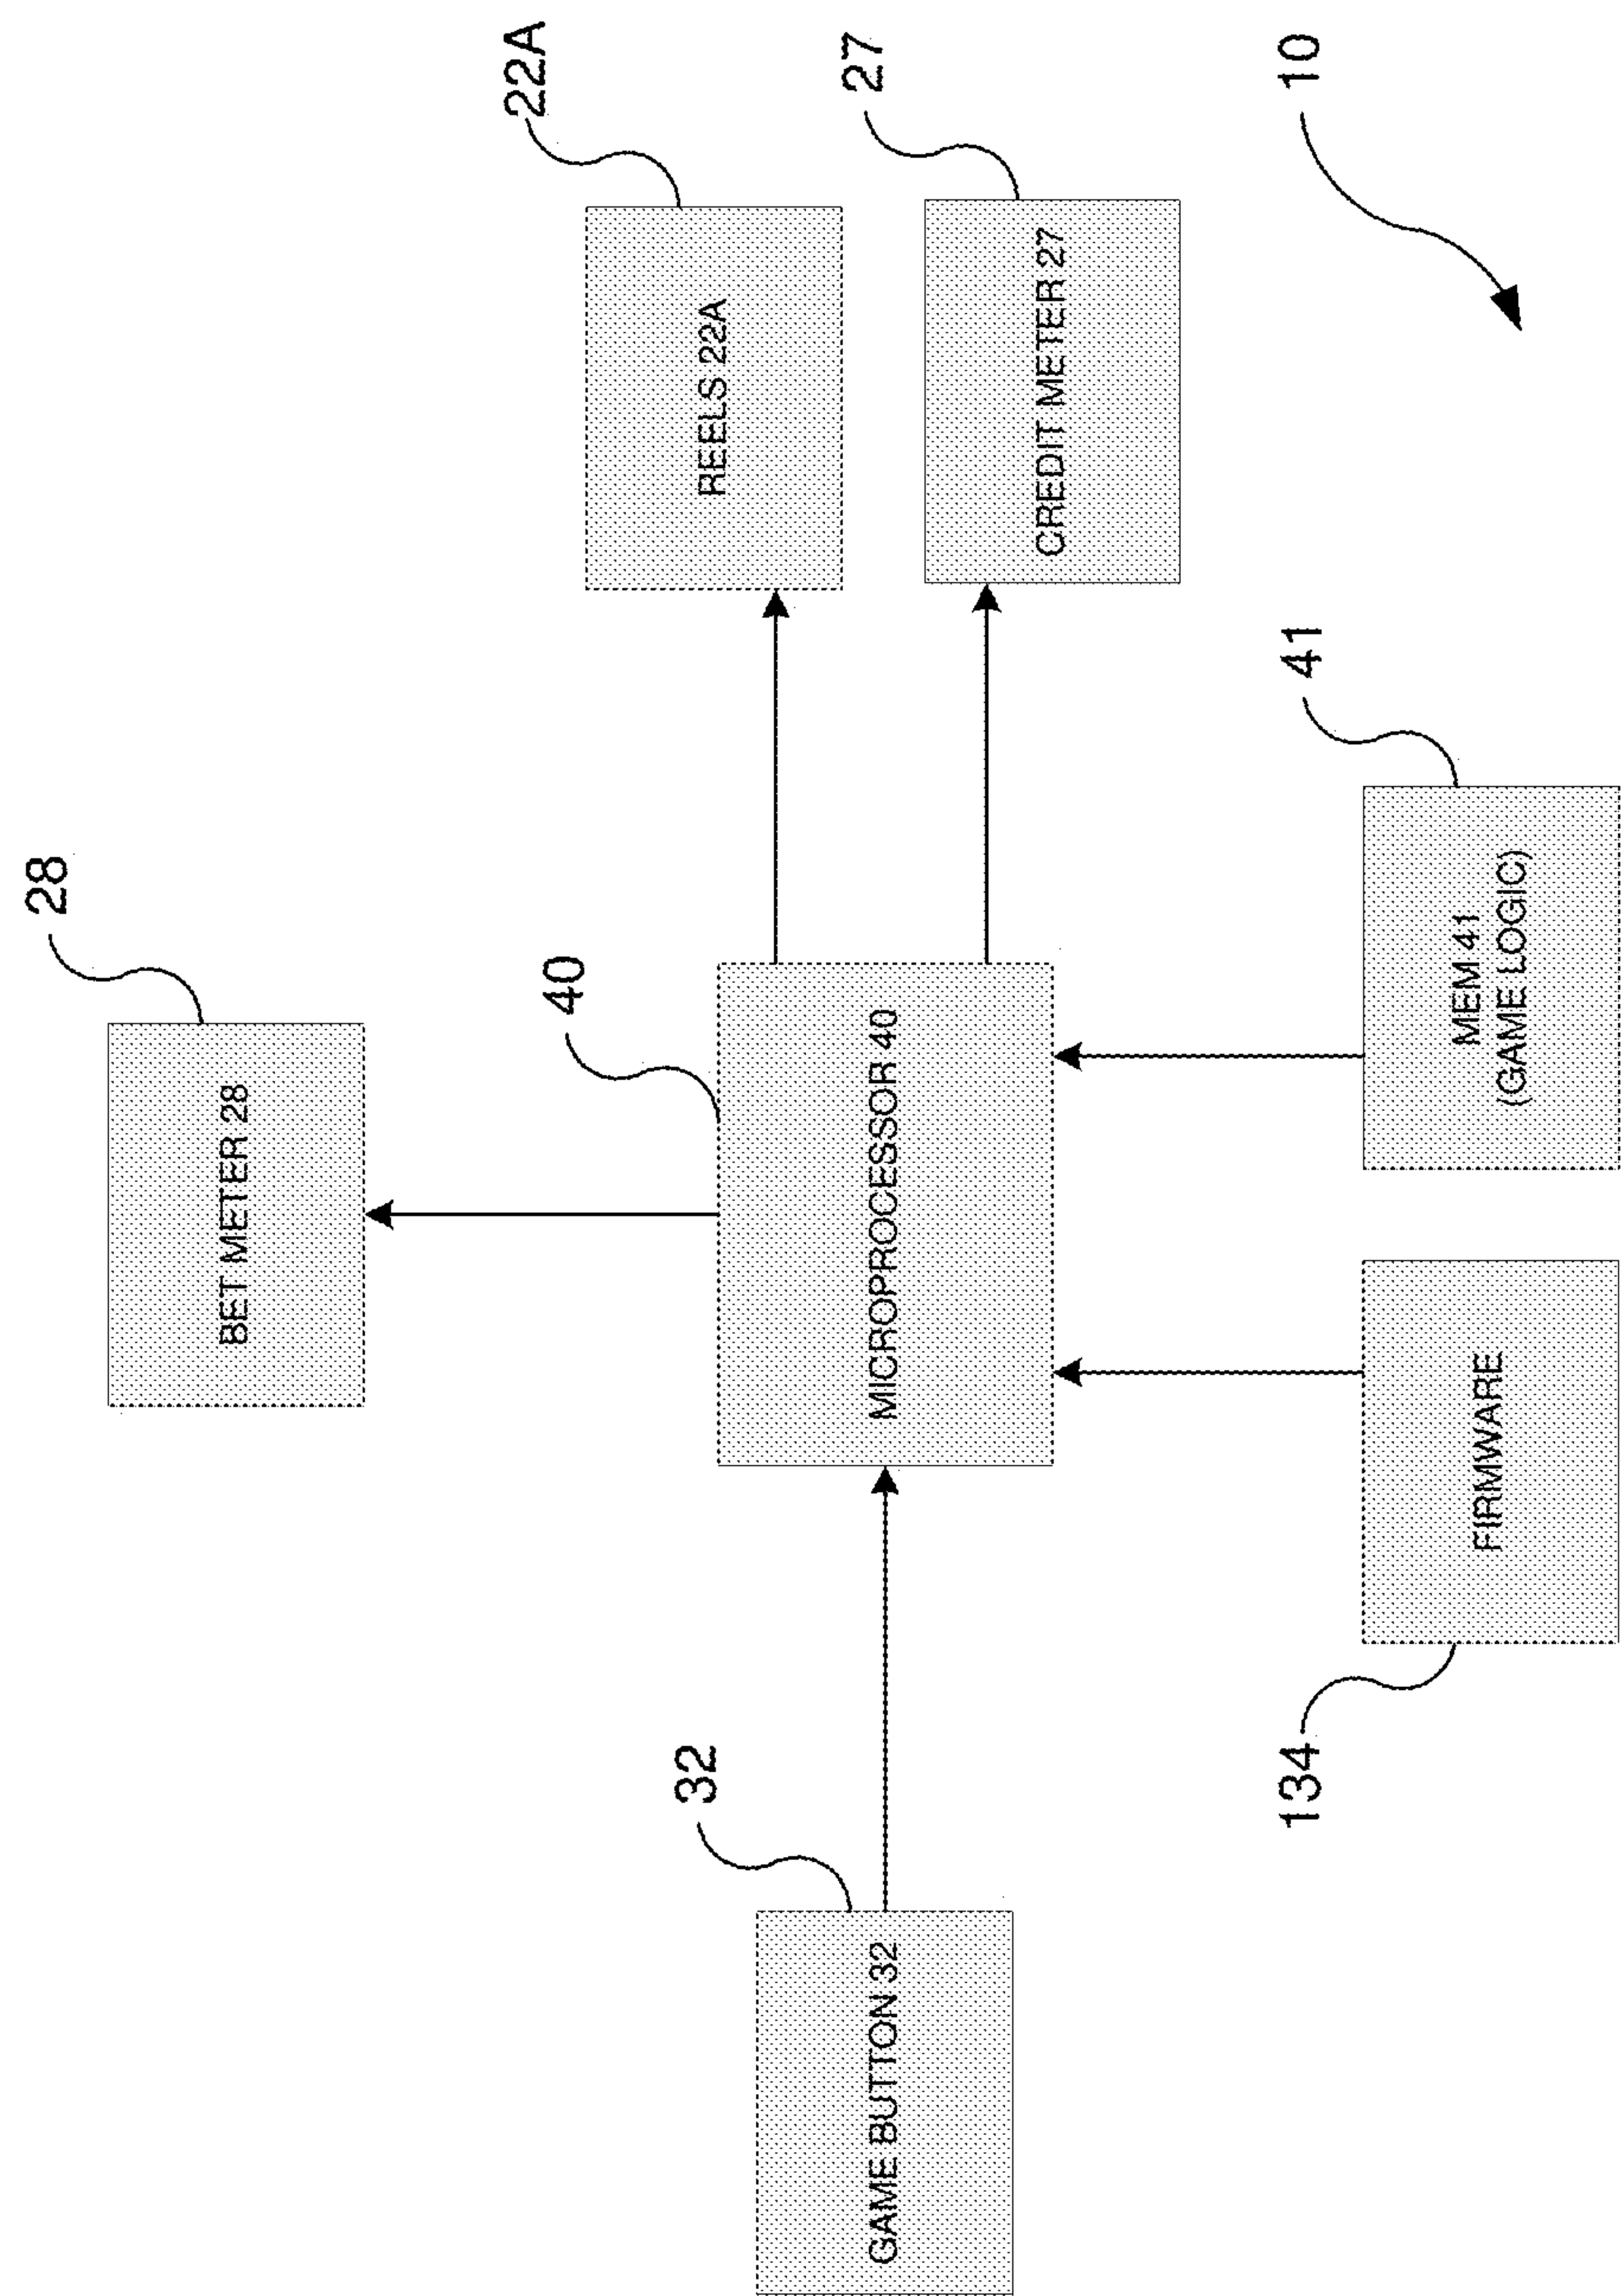 28
BET METER 28
22A
REELS 22A
40
MICROPROCESSOR 40
27
CREDIT METER 27
32
GAME BUTTON 32
10
134
FIRMWARE
41
MEM 41
(GAME LOGIC)